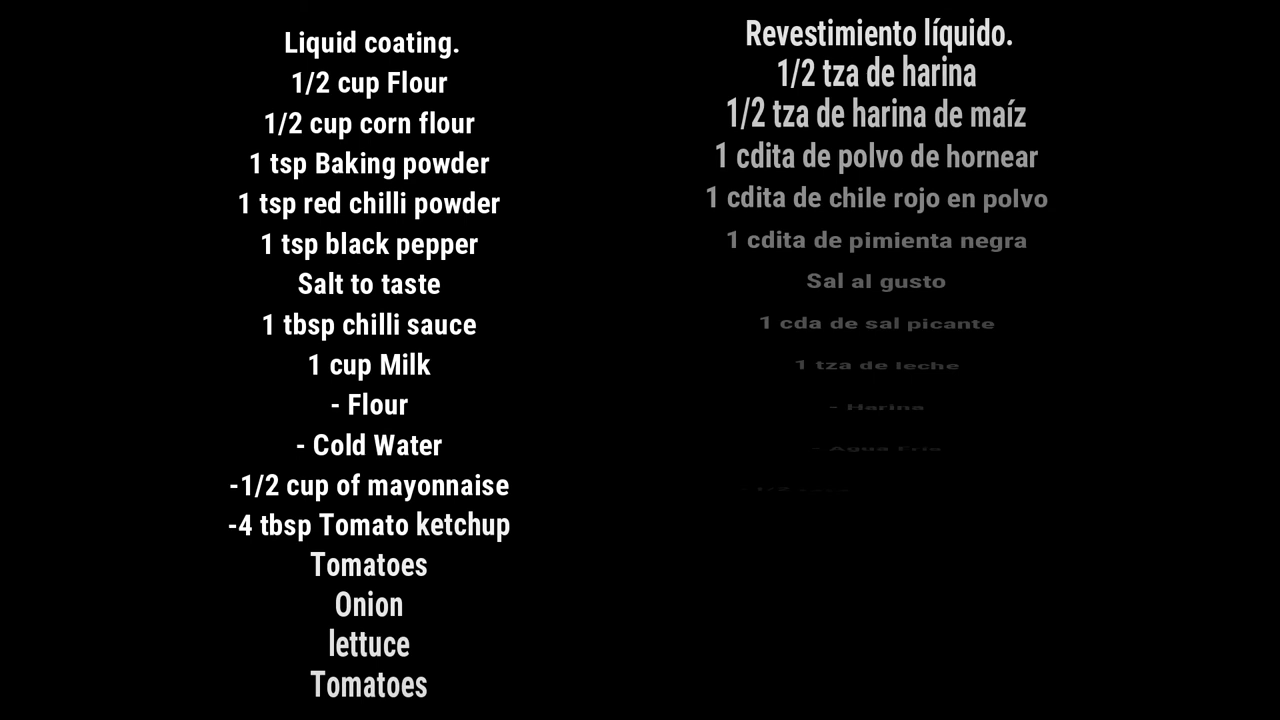 Liquid coating.
1/2 cup Flour
1/2 cup corn flour
1 tsp Baking powder
1 tsp red chilli powder
1 tsp black pepper
Salt to taste
1 tbsp chilli sauce
1 cup Milk
- Flour
- Cold Water
-1/2 cup of mayonnaise
-4 tbsp Tomato ketchup
Tomatoes
Onion
lettuce
Tomatoes
Revestimiento líquido.
1/2 tza de harina
1/2 tza de harina de maíz
1 cdita de polvo de hornear
1 cdita de chile rojo en polvo
1 cdita de pimienta negra
Sal al gusto
1 cda de sal picante
1 tza de leche
- Harina
- Agua Fría